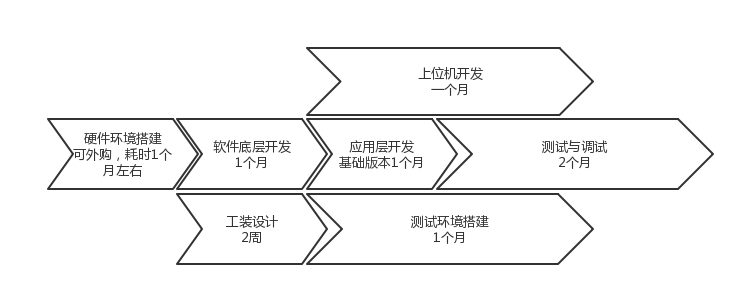 上位机开发
一个月
硬件环境搭建
可外购，耗时1个
月左右
软件底层开发
1个月
应用层开发
基础版本1个月
测试与调试
2个月
工装设计
2周
测试环境搭建
1个月